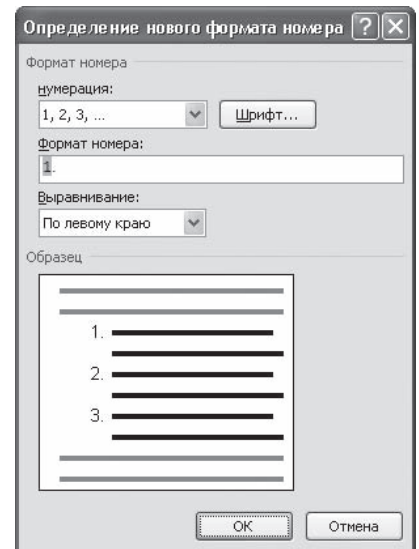 Определение нового формата номера
Формат номера
нумерация:
1, 2, 3, ...
Шрифт...
Формат номера:
1.
Выравнивание:
По левому краю
Образец
1.
2.
3.
ОК
Отмена